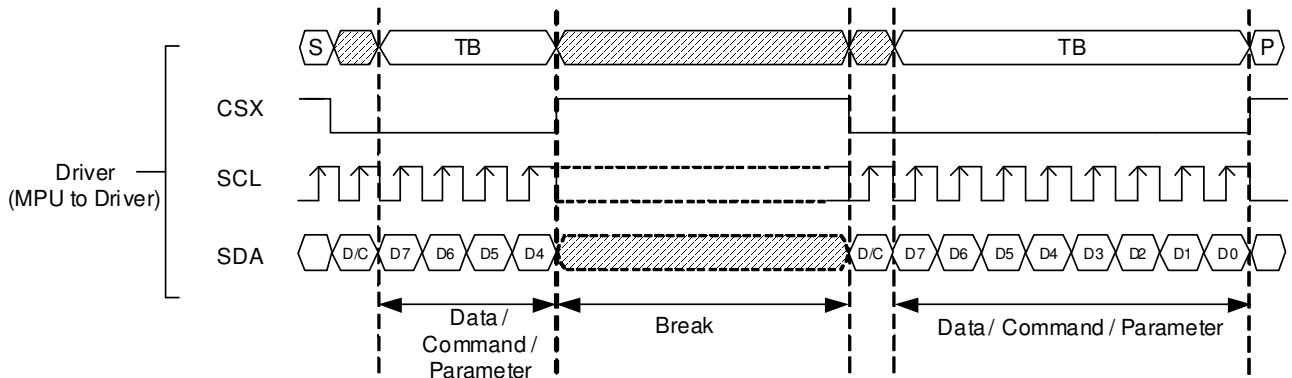 S TB TB P
CSX
Driver
(MPU to Driver)
SCL
SDA D/C D7 D6 D5 D4 D/C D7 D6 D5 D4 D3 D2 D1 D0
Data / Command / Parameter
Break
Data / Command / Parameter